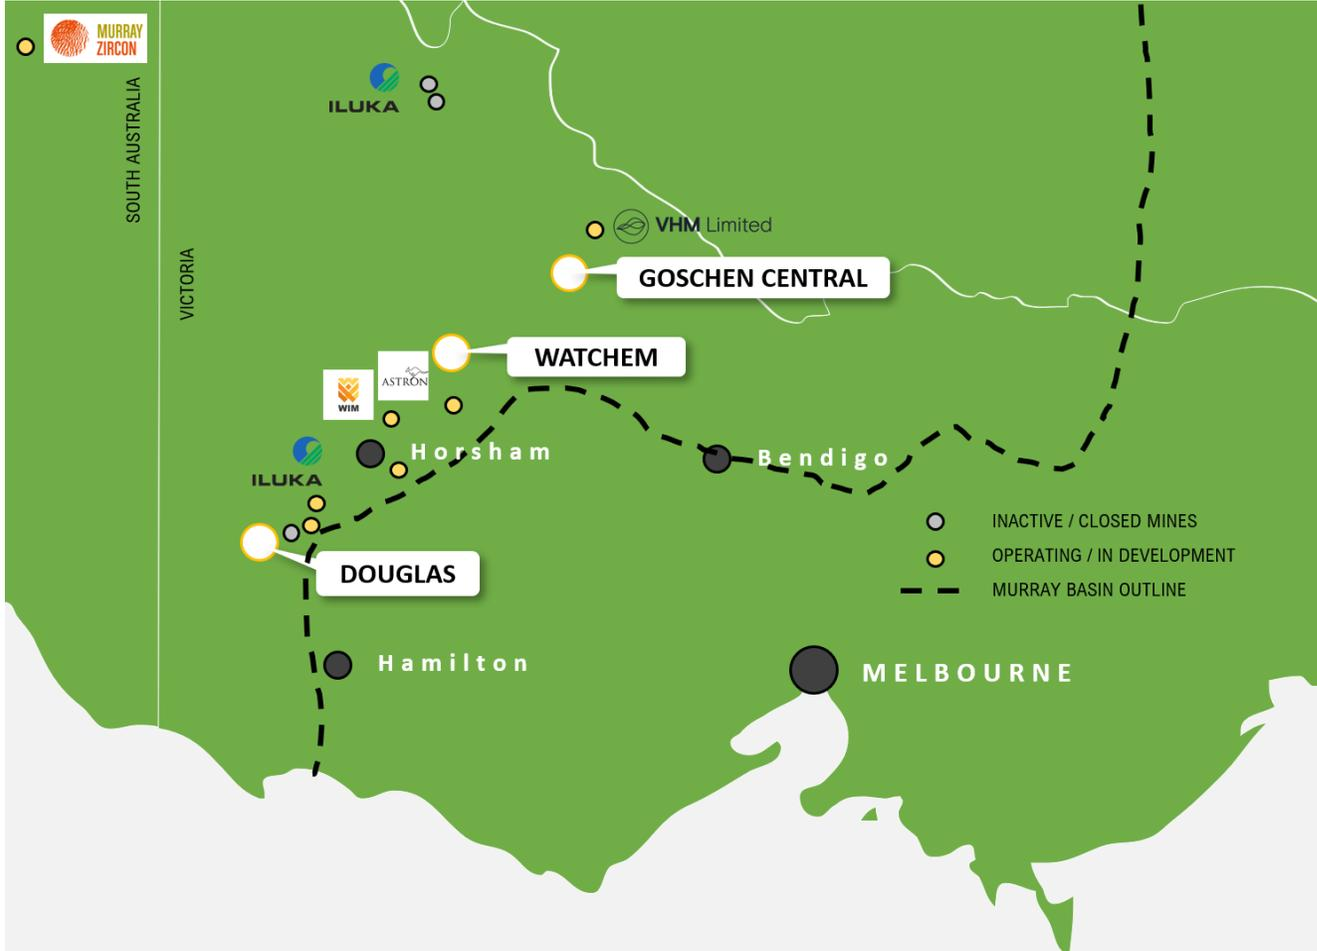 MURRAY
ZIRCON
SOUTH AUSTRALIA
VICTORIA
ILUKA
VHM Limited
GOSCHEN CENTRAL
WATCHEM
ASTRON
WIM
Horsham
Bendigo
ILUKA
DOUGLAS
INACTIVE / CLOSED MINES
OPERATING / IN DEVELOPMENT
MURRAY BASIN OUTLINE
Hamilton
MELBOURNE